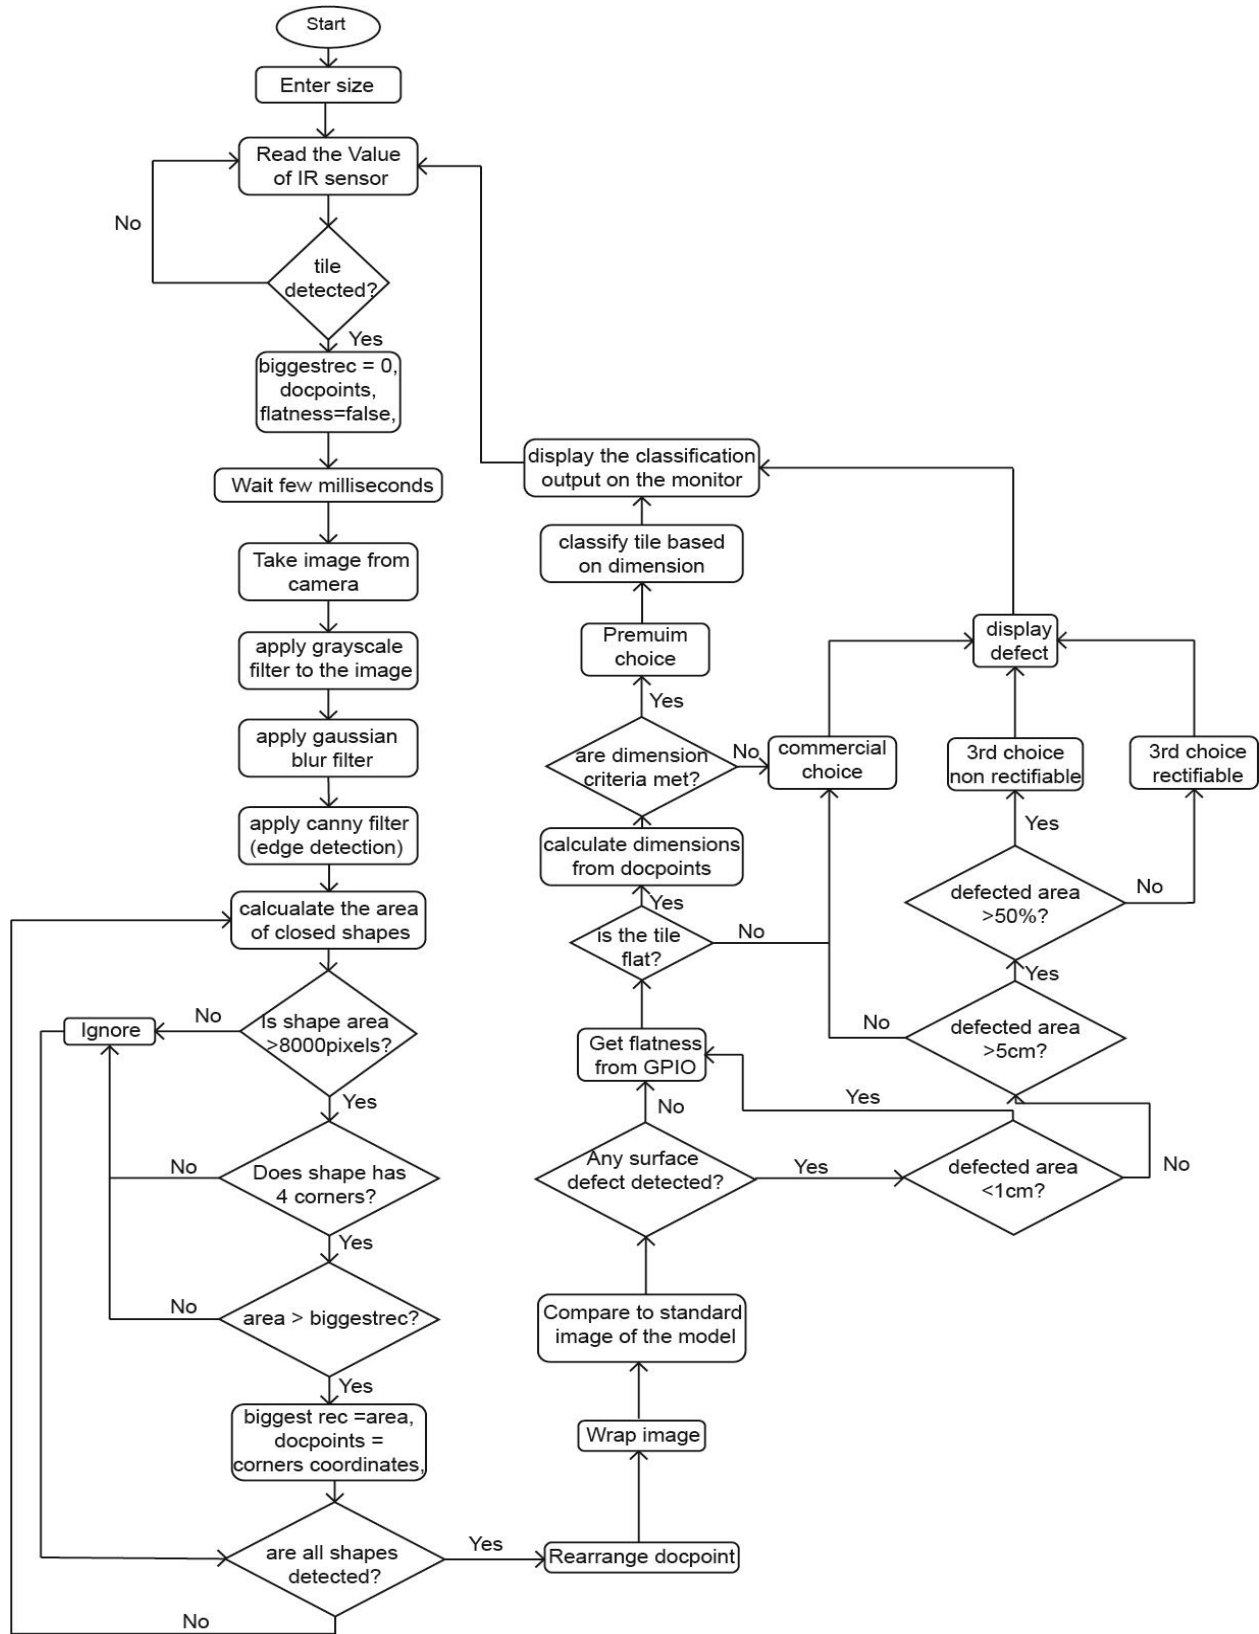 Start
Enter size
Read the Value
of IR sensor
No
tile
detected?
Yes
biggestrec = 0,
docpoints,
flatness=false,
Wait few milliseconds
Take image from
camera
apply grayscale
filter to the image
apply gaussian
blur filter
apply canny filter
(edge detection)
calcualate the area
of closed shapes
Is shape area
>8000pixels?
No
Ignore
Yes
Does shape has
4 corners?
No
Yes
area > biggestrec?
No
Yes
biggest rec =area,
docpoints =
corners coordinates,
are all shapes
detected?
No
Yes
Rearrange docpoint
Wrap image
Compare to standard
image of the model
Any surface
defect detected?
No
Yes
defected area
<1cm?
Yes
No
Get flatness
from GPIO
is the tile
flat?
No
Yes
calculate dimensions
from docpoints
are dimension
criteria met?
No
Yes
Premuim
choice
classify tile based
on dimension
display the classification
output on the monitor
commercial
choice
defected area
>5cm?
No
Yes
defected area
>50%?
No
Yes
3rd choice
non rectifiable
3rd choice
rectifiable
display
defect